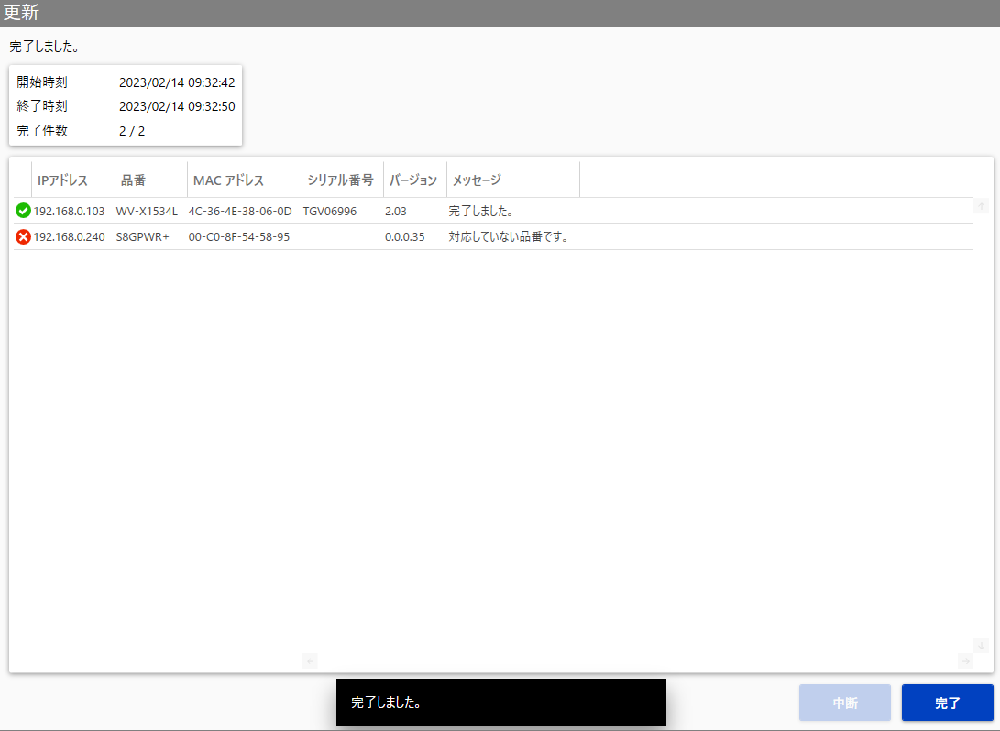 更新
完了しました。
開始時刻 2023/02/14 09:32:42
終了時刻 2023/02/14 09:32:50
完了件数 2 / 2
IPアドレス 品番 MAC アドレス シリアル番号 バージョン メッセージ
192.168.0.103 WV-X1534L 4C-36-4E-38-06-0D TGV06996 2.03 完了しました。
192.168.0.240 S8GPWR+ 00-C0-8F-54-58-95 0.0.0.35 対応していない品番です。
完了しました。
中断 完了